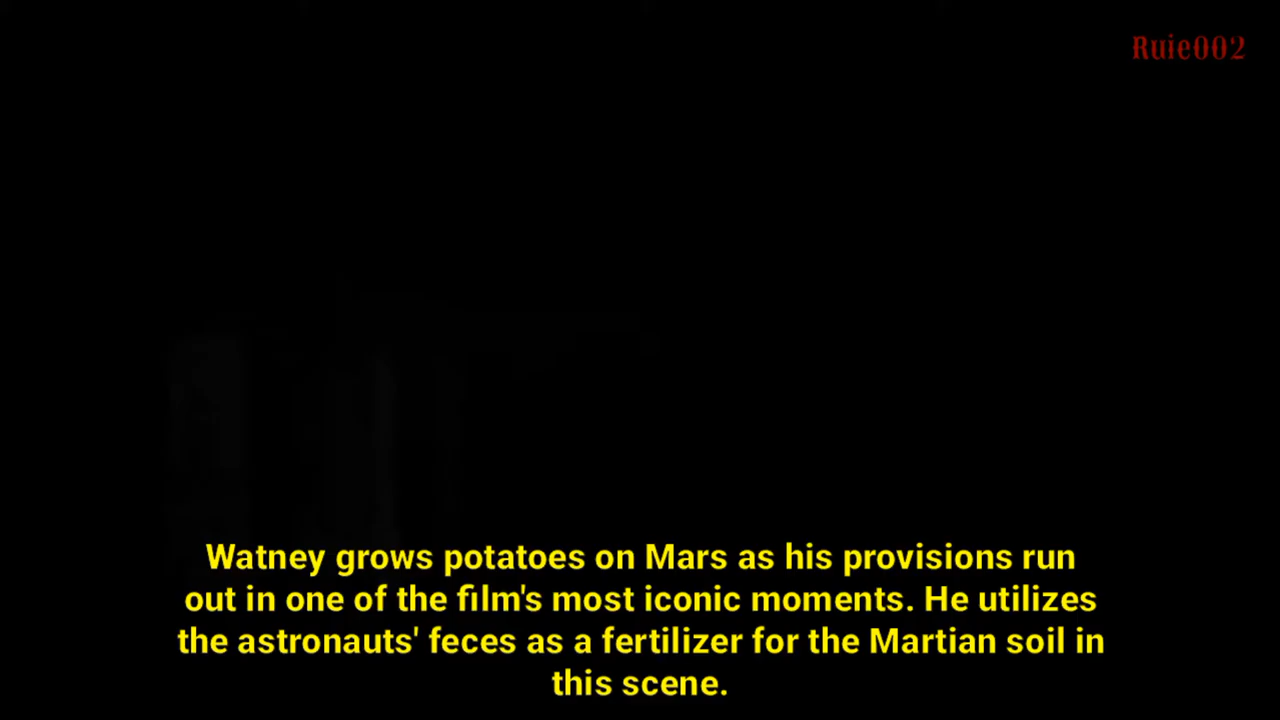 Ruie002
Watney grows potatoes on Mars as his provisions run
out in one of the film's most iconic moments. He utilizes
the astronauts' feces as a fertilizer for the Martian soil in
this scene.